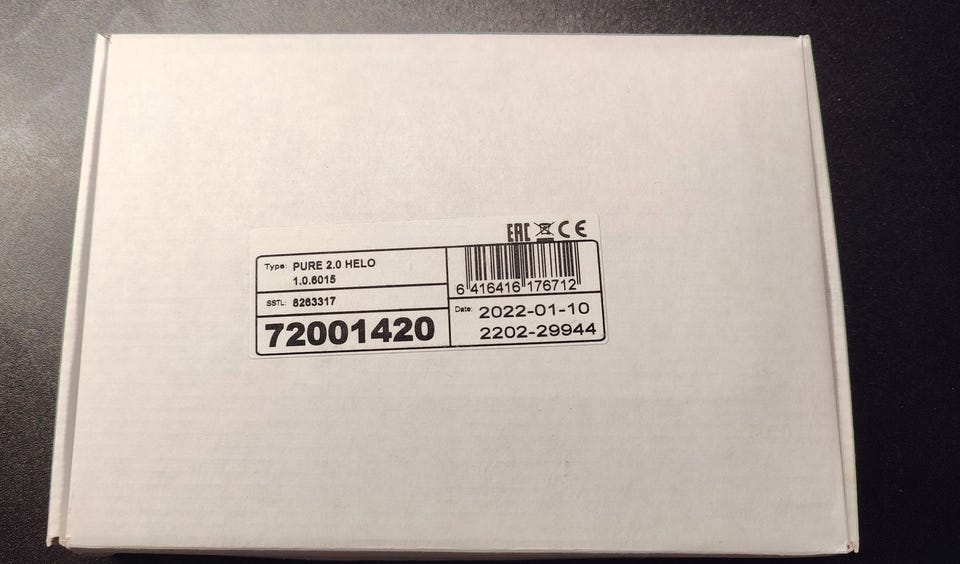 EAC CE
Type: PURE 2.0 HELO
1.0.6015
SSTL: 8263317
72001420
6 416416 176712
Date: 2022-01-10
2202-29944